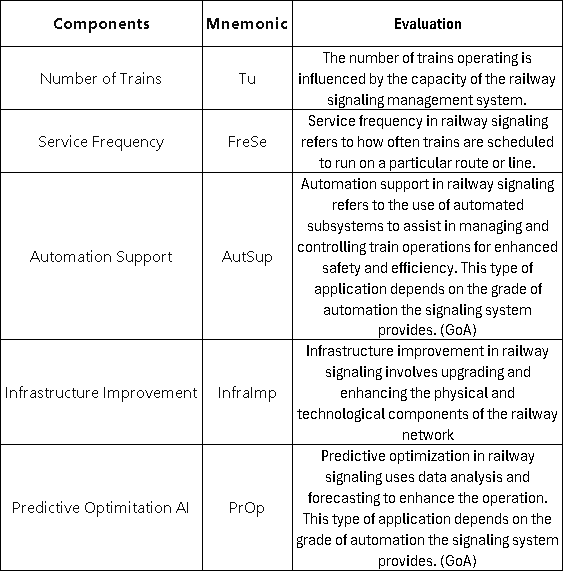 Components Mnemonic Evaluation
Number of Trains Tu The number of trains operating is
influenced by the capacity of the railway
signaling management system.
Service Frequency FreSe Service frequency in railway signaling
refers to how often trains are scheduled
to run on a particular route or line.
Automation Support AutSup Automation support in railway signaling
refers to the use of automated
subsystems to assist in managing and
controlling train operations for enhanced
safety and efficiency. This type of
application depends on the grade of
automation the signaling system
provides. (GoA)
Infrastructure Improvement InfraImp Infrastructure improvement in railway
signaling involves upgrading and
enhancing the physical and
technological components of the railway
network
Predictive Optimitation AI PrOp Predictive optimization in railway
signaling uses data analysis and
forecasting to enhance the operation.
This type of application depends on the
grade of automation the signaling system
provides. (GoA)